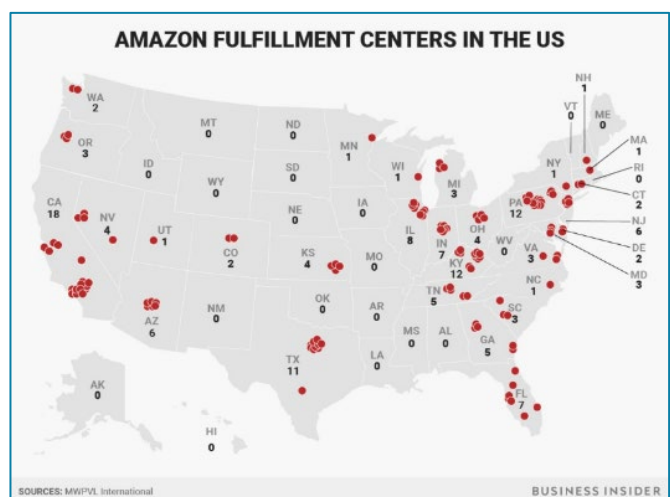 AMAZON FULFILLMENT CENTERS IN THE US
NH
1
VT
0
ME
0
WA
2
MT
0
ND
0
MN
1
MA
1
OR
3
ID
0
SD
0
WI
1
NY
1
RI
0
WY
0
MI
3
CT
2
CA
18
NV
4
UT
1
NE
0
IA
0
PA
12
NJ
6
IL
8
IN
7
OH
4
WV
0
DE
2
CO
2
KS
4
MO
0
KY
12
VA
3
MD
3
NC
1
TN
5
OK
0
AR
0
SC
3
AZ
6
NM
0
MS
0
AL
0
GA
5
TX
11
LA
0
AK
0
FL
7
HI
0
SOURCES: MWPVL International
BUSINESS INSIDER